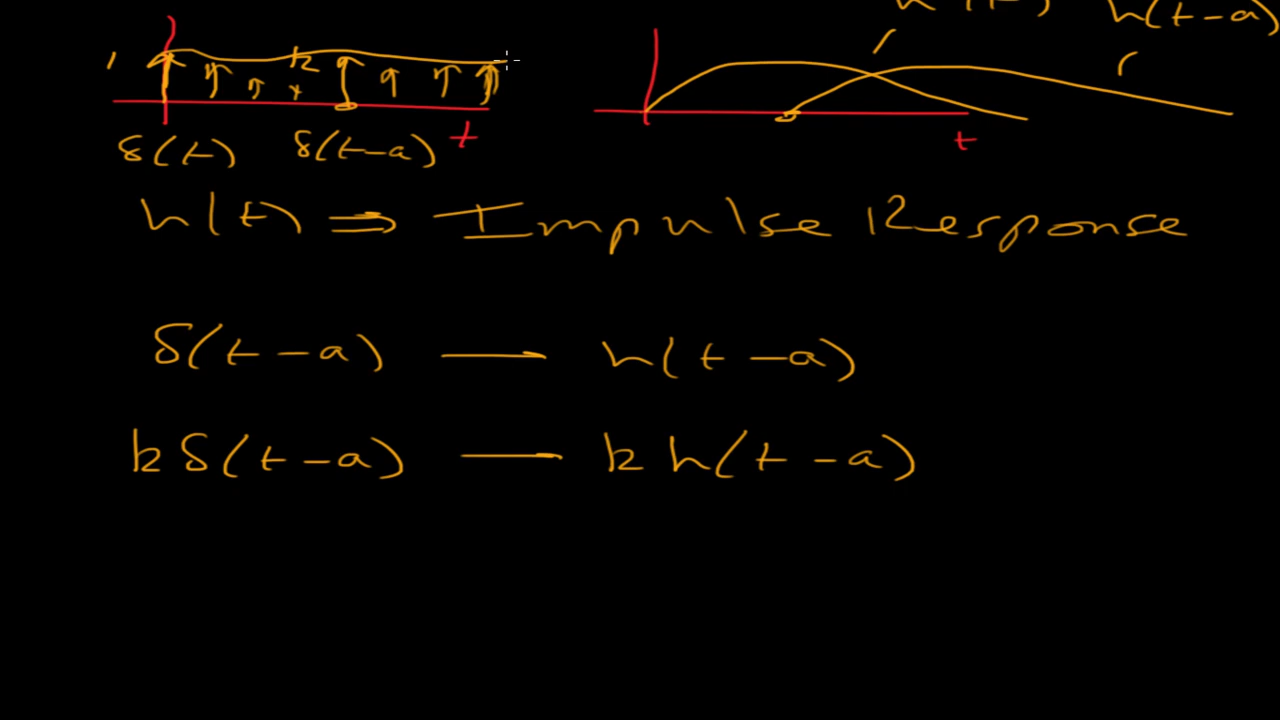 h(t) h(t-a)
1 k
t
δ(t) δ(t-a) t
h(t) ⇒ Impulse Response
δ(t-a) — h(t-a)
kδ(t-a) — kh(t-a)